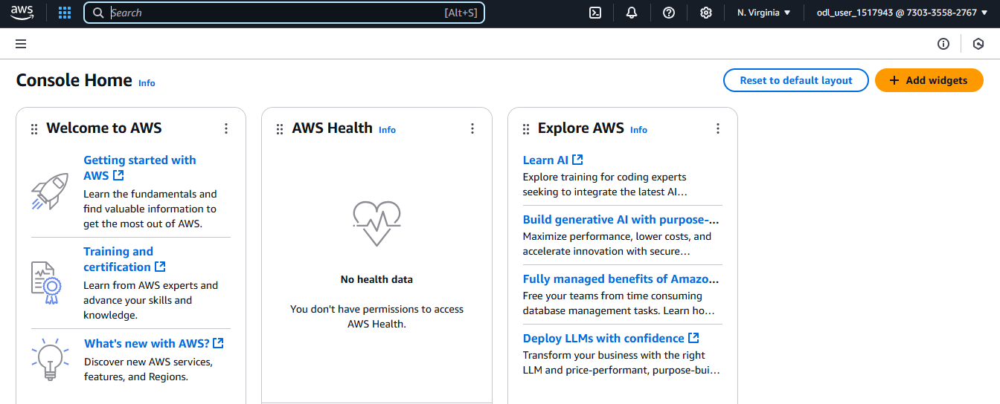 aws
Search
[Alt+S]
N. Virginia
odl_user_1517943 @ 7303-3558-2767
Console Home Info
Reset to default layout
Add widgets
Welcome to AWS
Getting started with
AWS
Learn the fundamentals and
find valuable information to
get the most out of AWS.
Training and
certification
Learn from AWS experts and
advance your skills and
knowledge.
What's new with AWS?
Discover new AWS services,
features, and Regions.
AWS Health Info
No health data
You don't have permissions to access
AWS Health.
Explore AWS Info
Learn AI
Explore training for coding experts
seeking to integrate the latest AI...
Build generative AI with purpose-...
Maximize performance, lower costs, and
accelerate innovation with secure...
Fully managed benefits of Amazo...
Free your teams from time consuming
database management tasks. Learn ho...
Deploy LLMs with confidence
Transform your business with the right
LLM and price-performant, purpose-bui...